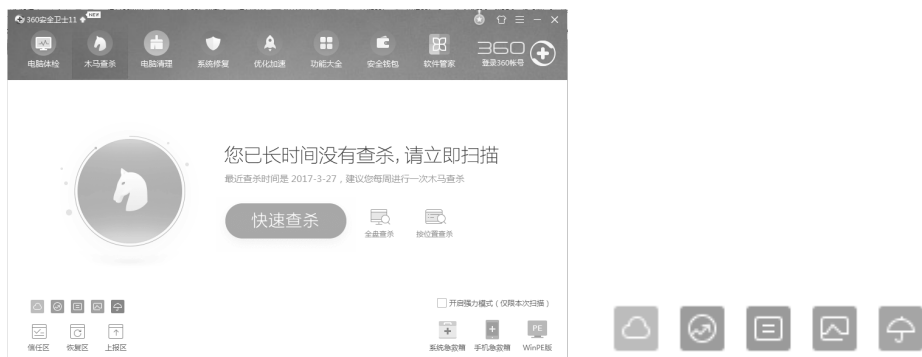 360安全卫士11 NEW
电脑体检 木马查杀 电脑清理 系统修复 优化加速 功能大全 安全钱包 软件管家 360 登录360帐号
您已长时间没有查杀,请立即扫描
最近查杀时间是 2017-3-27，建议您每周进行一次木马查杀
快速查杀 全盘查杀 按位置查杀
开启强力模式（仅限本次扫描）
信任区 恢复区 上报区 系统急救箱 手机急救箱 PE WinPE版